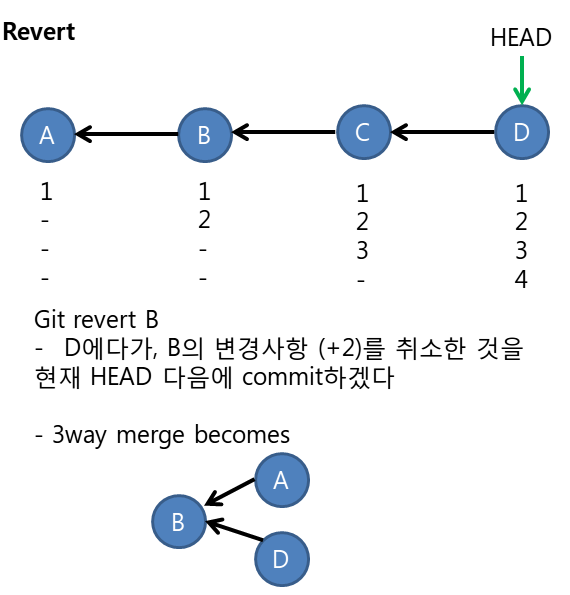 Revert
HEAD
A B C D
1 1 1 1
- 2 2 2
- - 3 3
- - - 4
Git revert B
- D에다가, B의 변경사항 (+2)를 취소한 것을
현재 HEAD 다음에 commit하겠다
- 3way merge becomes
A
B
D